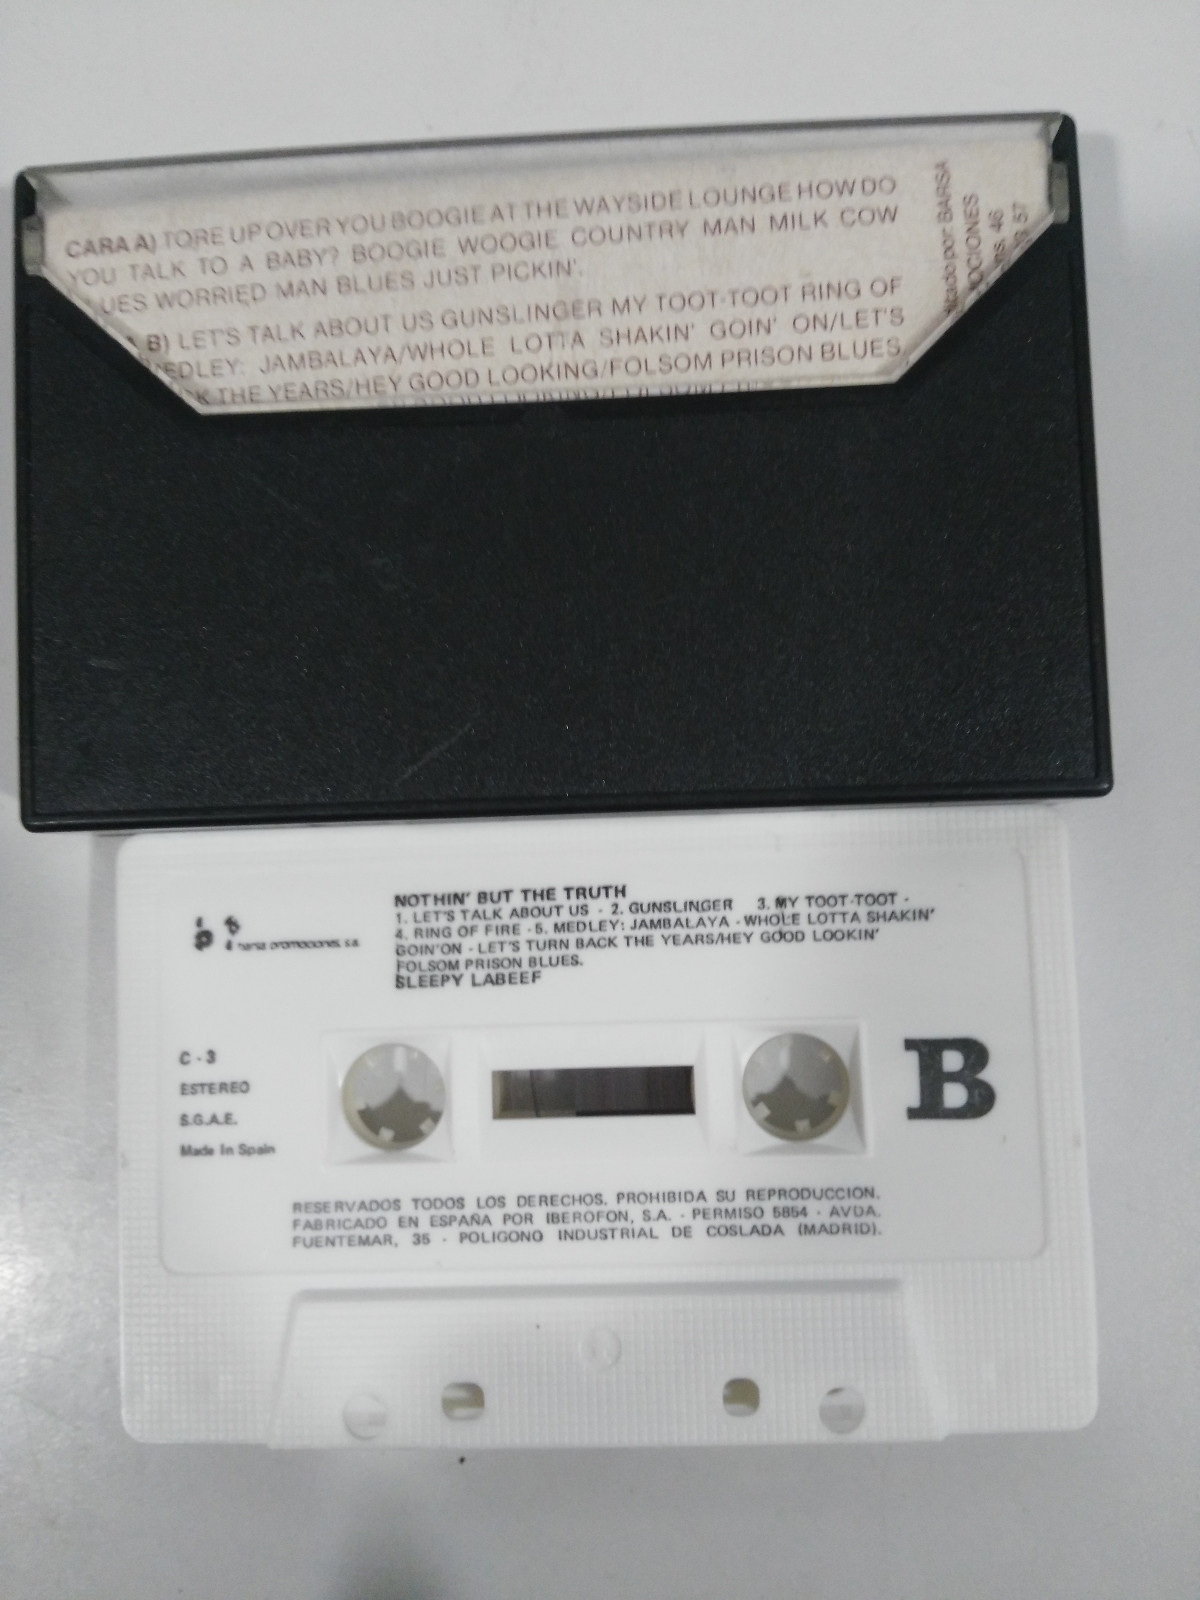 CARA A) TORE UP OVER YOU BOOGIE AT THE WAYSIDE LOUNGE HOW DO
YOU TALK TO A BABY? BOOGIE WOOGIE COUNTRY MAN MILK COW
UES WORRIED MAN BLUES JUST PICKIN'.
B) LET'S TALK ABOUT US GUNSLINGER MY TOOT-TOOT RING OF
EDLEY: JAMBALAYA/WHOLE LOTTA SHAKIN' GOIN' ON/LET'S
K THE YEARS/HEY GOOD LOOKING/FOLSOM PRISON BLUES.
por BARSA
OCIONES
46
57
NOTHIN' BUT THE TRUTH
1. LET'S TALK ABOUT US - 2. GUNSLINGER 3. MY TOOT-TOOT -
4. RING OF FIRE - 5. MEDLEY: JAMBALAYA - WHOLE LOTTA SHAKIN'
GOIN'ON - LET'S TURN BACK THE YEARS/HEY GOOD LOOKIN'
FOLSOM PRISON BLUES.
SLEEPY LABEEF
promociones, s.a.
C - 3
ESTEREO
S.G.A.E.
Made In Spain
B
RESERVADOS TODOS LOS DERECHOS. PROHIBIDA SU REPRODUCCION.
FABRICADO EN ESPAÑA POR IBEROFON, S.A. - PERMISO 5854 - AVDA.
FUENTEMAR, 35 - POLIGONO INDUSTRIAL DE COSLADA (MADRID).